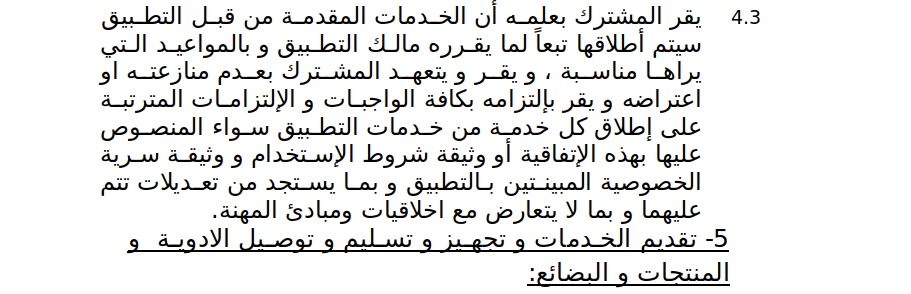 4.3 يقر المشترك بعلمه أن الخدمات المقدمة من قبل التطبيق
سيتم أطلاقها تبعاً لما يقرره مالك التطبيق و بالمواعيد التي
يراها مناسبة ، و يقر و يتعهد المشترك بعدم منازعته او
اعتراضه و يقر بإلتزامه بكافة الواجبات و الإلتزامات المترتبة
على إطلاق كل خدمة من خدمات التطبيق سواء المنصوص
عليها بهذه الإتفاقية أو وثيقة شروط الإستخدام و وثيقة سرية
الخصوصية المبينتين بالتطبيق و بما يستجد من تعديلات تتم
عليهما و بما لا يتعارض مع اخلاقيات ومبادئ المهنة.
5- تقديم الخدمات و تجهيز و تسليم و توصيل الادوية و
المنتجات و البضائع: